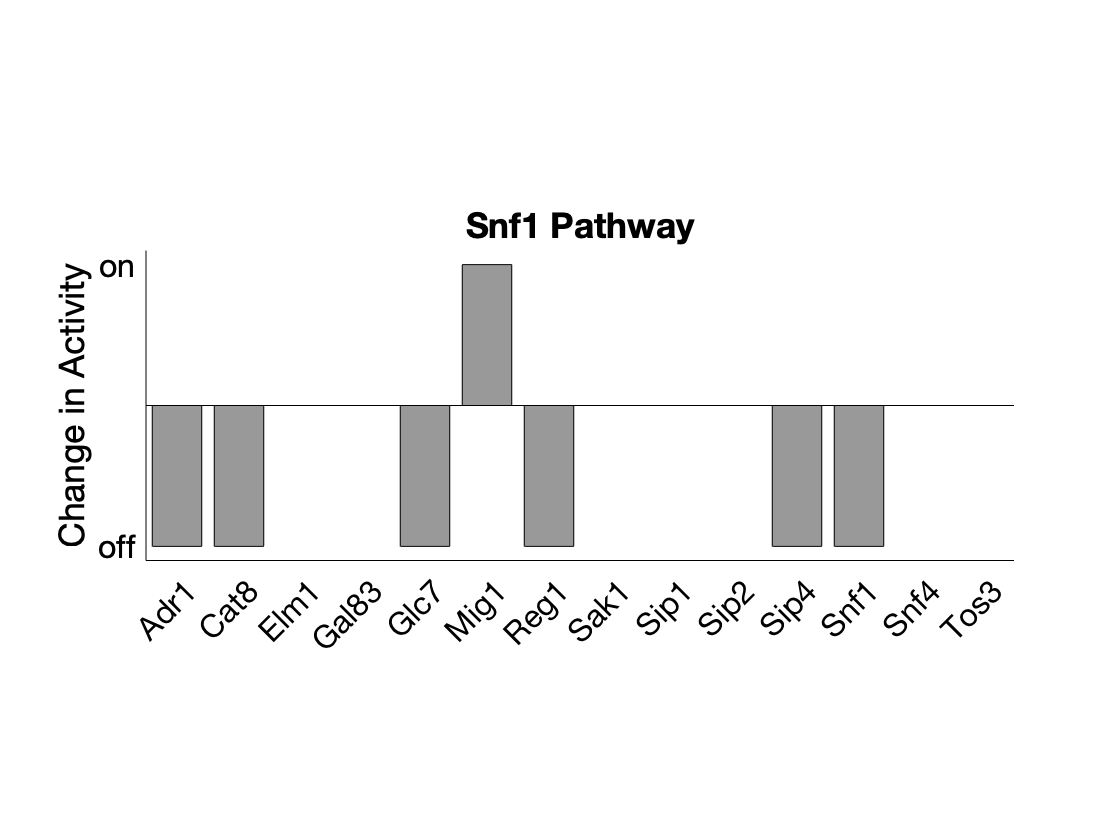 Snf1 Pathway
Change in Activity
on
off
Adr1
Cat8
Elm1
Gal83
Glc7
Mig1
Reg1
Sak1
Sip1
Sip2
Sip4
Snf1
Snf4
Tos3